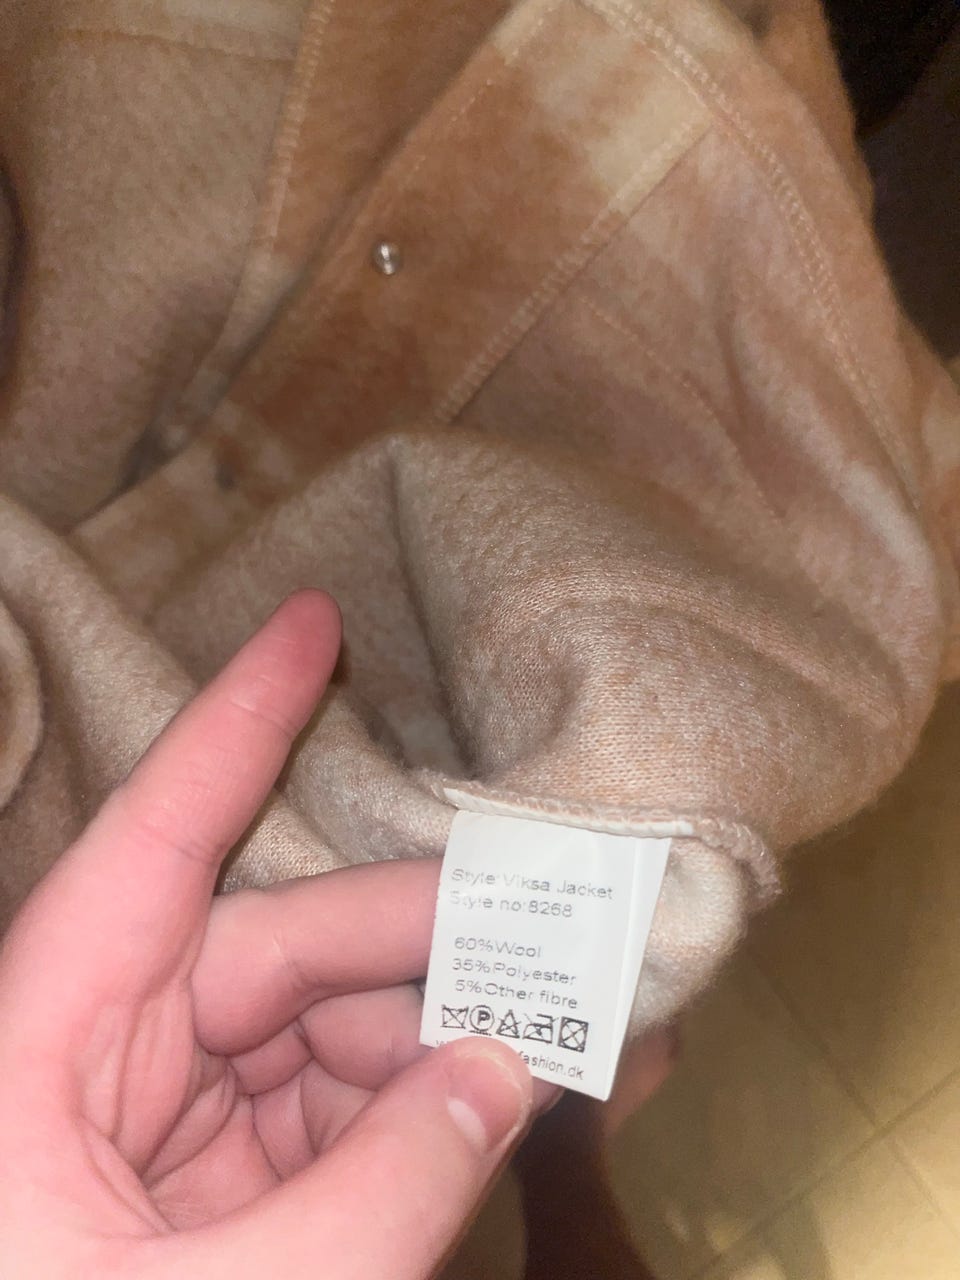 Style:Viksa Jacket
Style no:8268
60%Wool
35%Polyester
5%Other fibre
P
fashion.dk